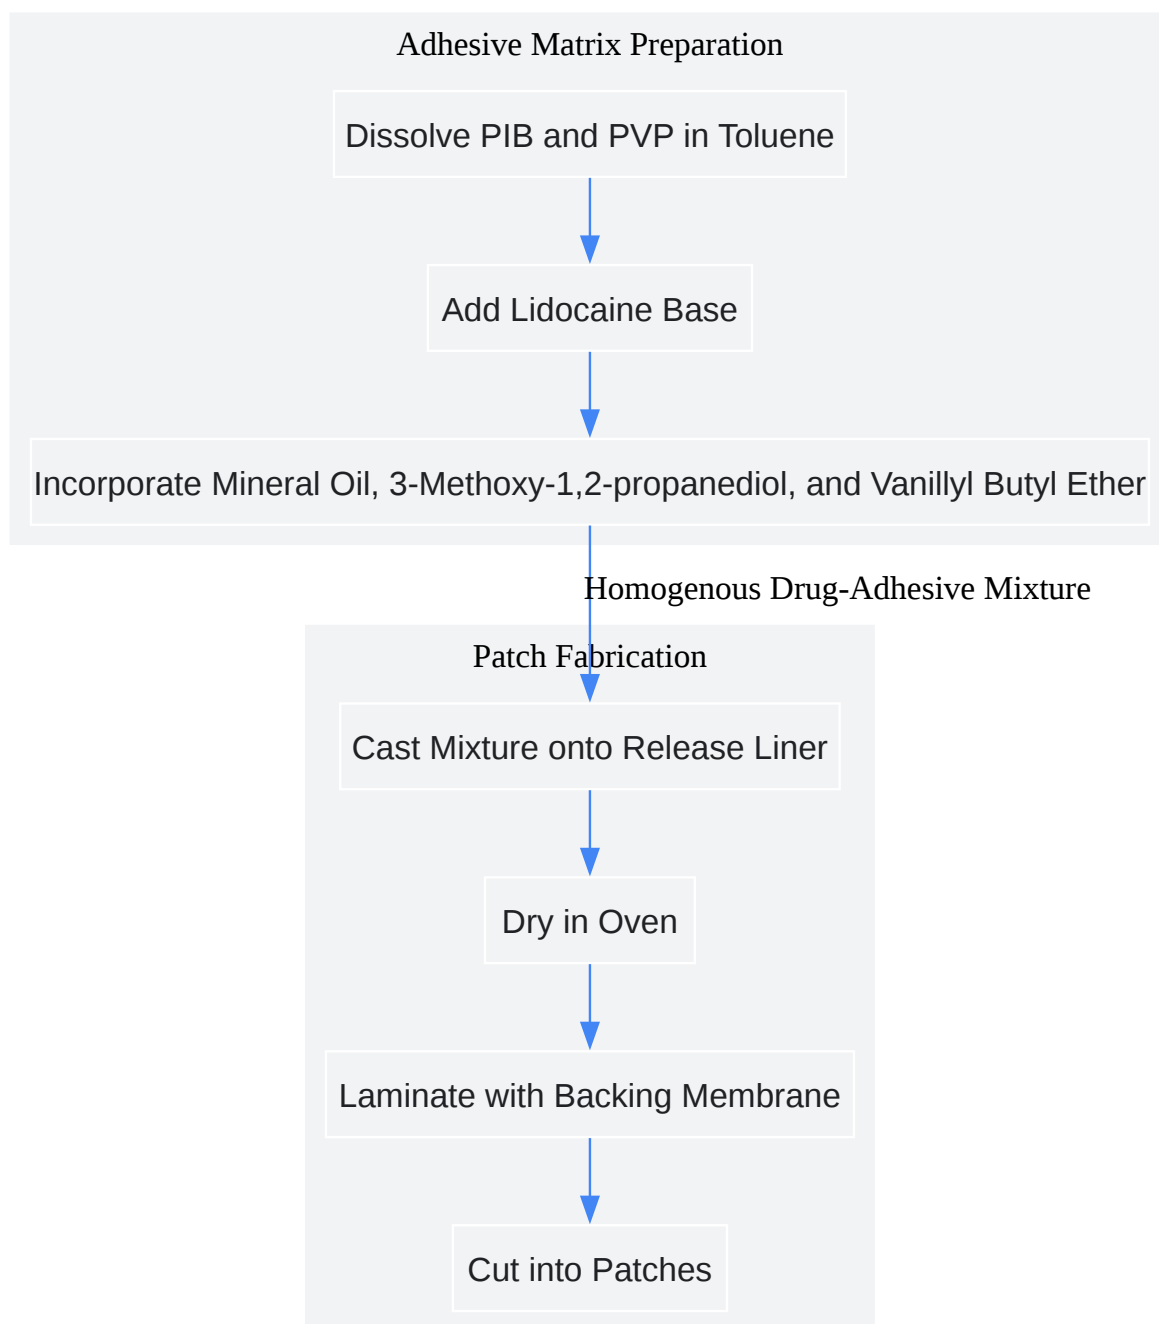 Adhesive Matrix Preparation
Dissolve PIB and PVP in Toluene
Add Lidocaine Base
Incorporate Mineral Oil, 3-Methoxy-1,2-propanediol, and Vanillyl Butyl Ether
Homogenous Drug-Adhesive Mixture
Patch Fabrication
Cast Mixture onto Release Liner
Dry in Oven
Laminate with Backing Membrane
Cut into Patches